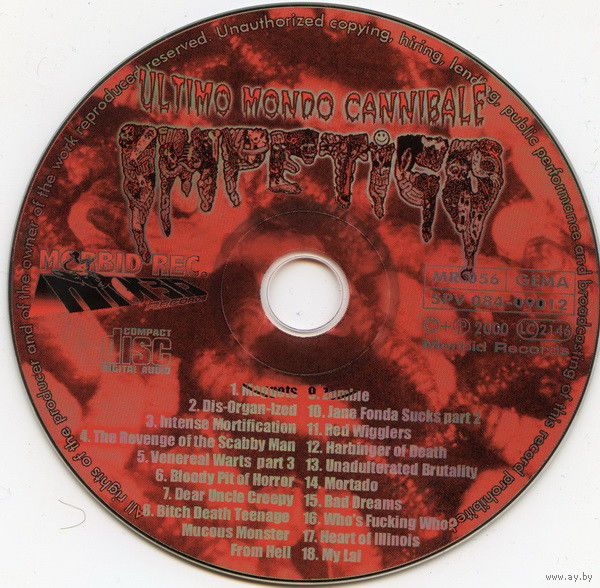 All rights of the producer and of the owner of the work reproduced reserved. Unauthorized copying, hiring, lending, public performance and broadcasting of this record prohibited
ULTIMO MONDO CANNIBALE
IMPETIGO
MORBID REC.
MR 056 GEMA
SPV 084-09012
©+℗ 2000 LC 2146
Morbid Records
COMPACT
disc
DIGITAL AUDIO
1. Maggots
2. Dis-Organ-Ized
3. Intense Mortification
4. The Revenge of the Scabby Man
5. Venereal Warts part 3
6. Bloody Pit of Horror
7. Dear Uncle Creepy
8. Bitch Death Teenage
Mucous Monster
From Hell
9. Zombie
10. Jane Fonda Sucks part 2
11. Red Wigglers
12. Harbinger of Death
13. Unadulterated Brutality
14. Mortado
15. Bad Dreams
16. Who's Fucking Who
17. Heart of Illinois
18. My Lai
www.ay.by